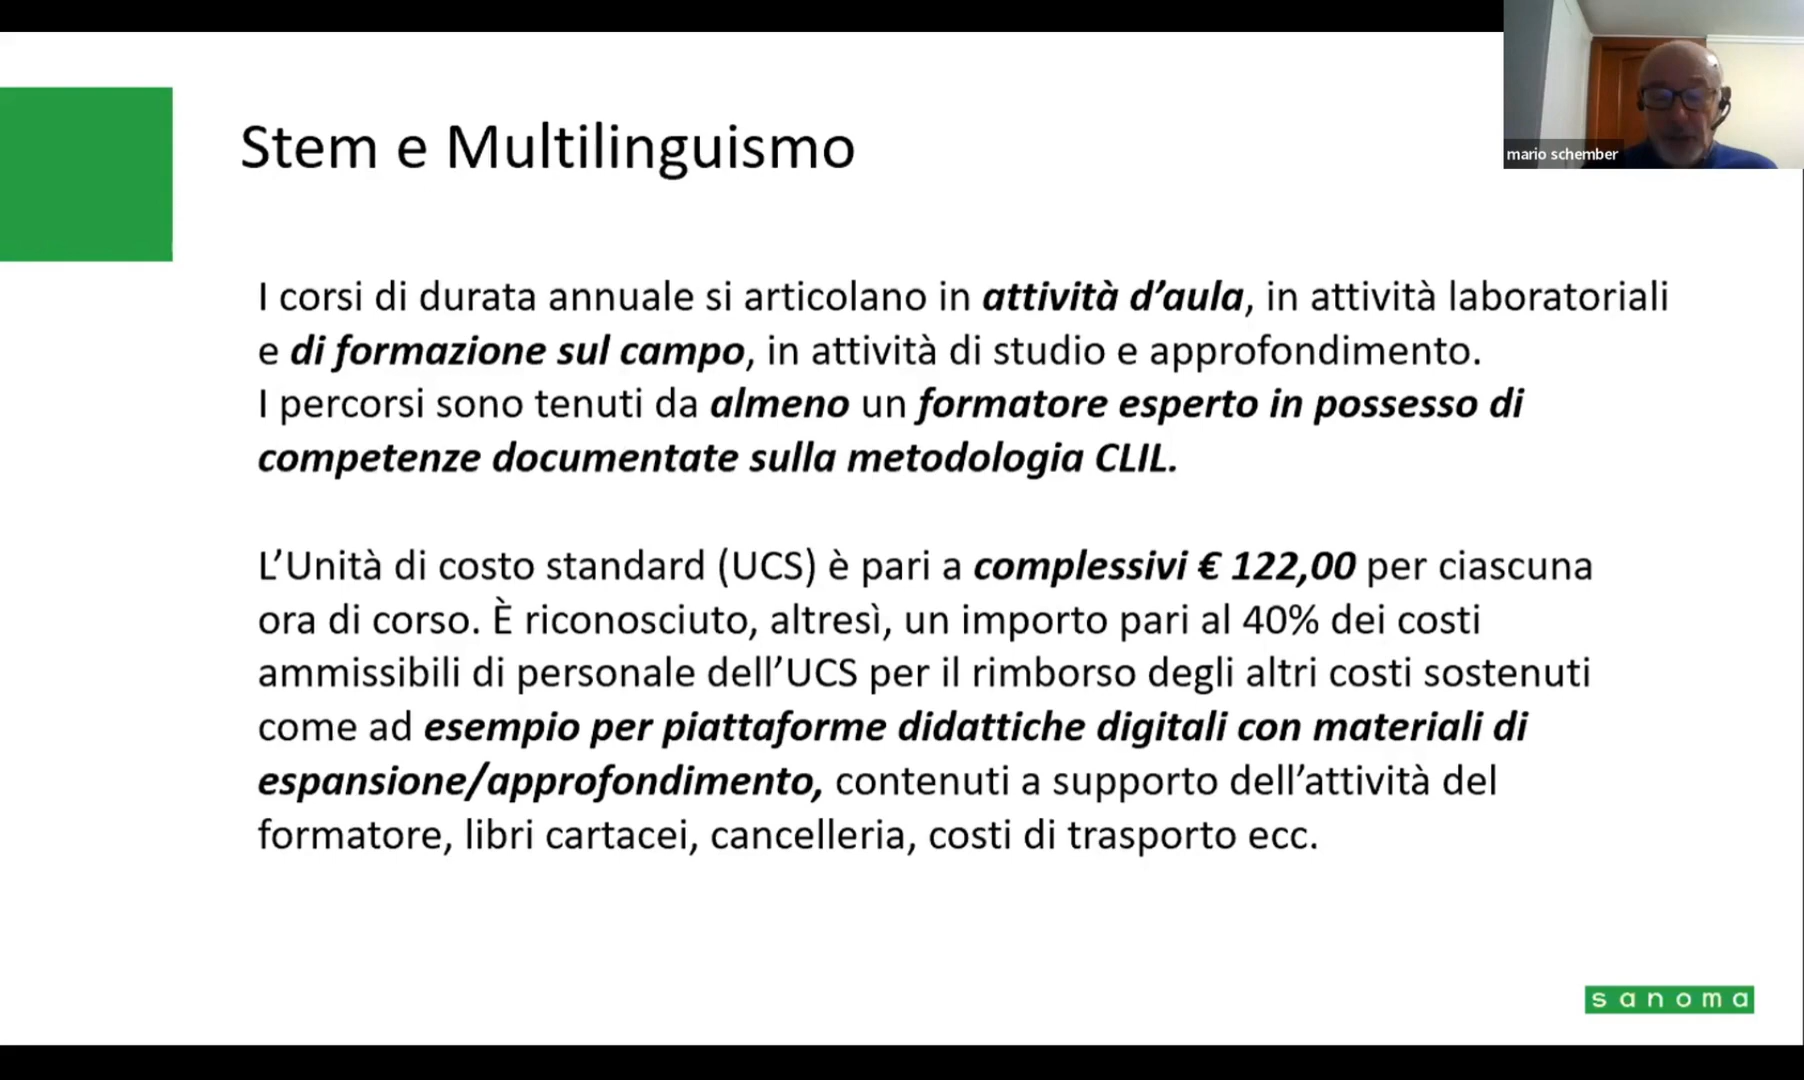 mario schember
Stem e Multilinguismo
I corsi di durata annuale si articolano in attività d’aula, in attività laboratoriali
e di formazione sul campo, in attività di studio e approfondimento.
I percorsi sono tenuti da almeno un formatore esperto in possesso di
competenze documentate sulla metodologia CLIL.
L’Unità di costo standard (UCS) è pari a complessivi € 122,00 per ciascuna
ora di corso. È riconosciuto, altresì, un importo pari al 40% dei costi
ammissibili di personale dell’UCS per il rimborso degli altri costi sostenuti
come ad esempio per piattaforme didattiche digitali con materiali di
espansione/approfondimento, contenuti a supporto dell’attività del
formatore, libri cartacei, cancelleria, costi di trasporto ecc.
sanoma